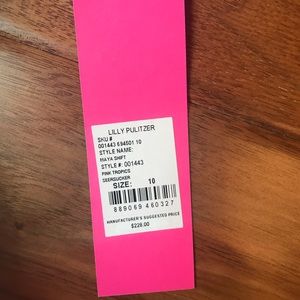 LILLY PULITZER
SKU #
001443 694501 10
STYLE NAME:
MAYA SHIFT
STYLE #: 001443
PINK TROPICS
SEERSUCKER
SIZE: 10
889069 460327
MANUFACTURER'S SUGGESTED PRICE
$228.00